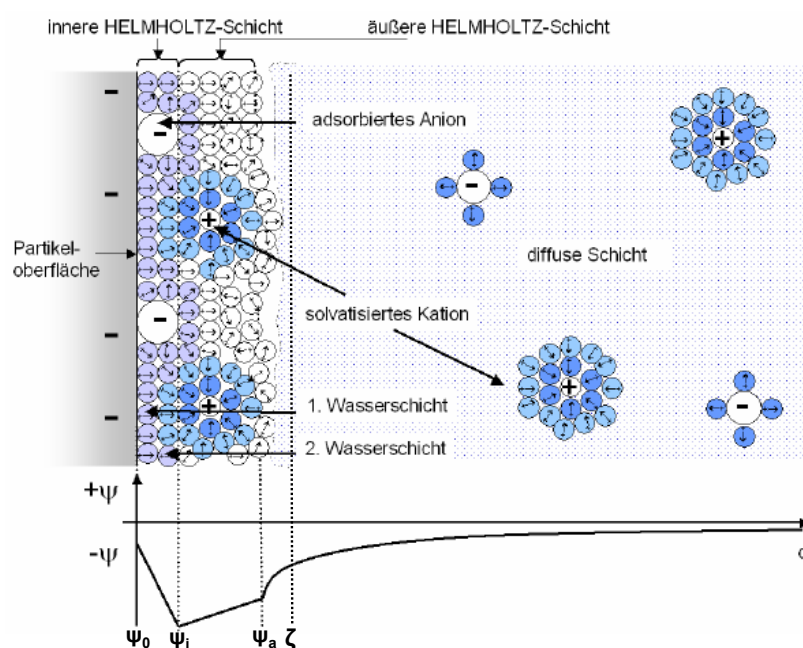 innere HELMHOLTZ-Schicht
äußere HELMHOLTZ-Schicht
adsorbiertes Anion
Partikel-
oberfläche
diffuse Schicht
solvatisiertes Kation
1. Wasserschicht
2. Wasserschicht
+ψ
-ψ
ψ₀ ψᵢ ψₐ ζ